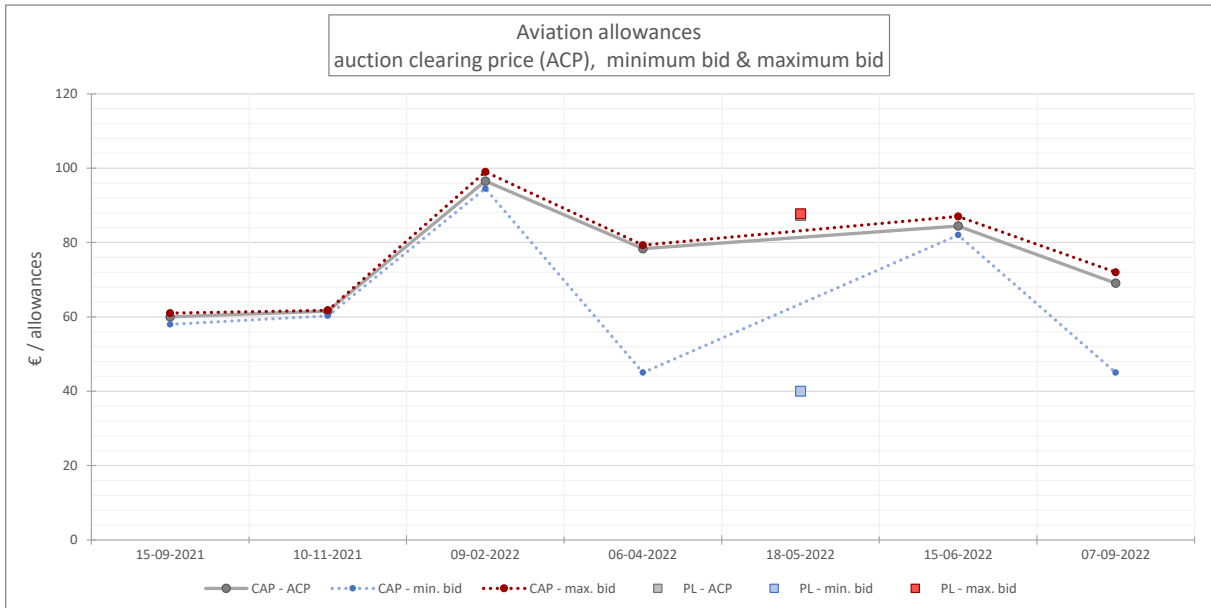 Aviation allowances
auction clearing price (ACP), minimum bid & maximum bid
€ / allowances
120
100
80
60
40
20
0
15-09-2021 10-11-2021 09-02-2022 06-04-2022 18-05-2022 15-06-2022 07-09-2022
CAP - ACP CAP - min. bid CAP - max. bid PL - ACP PL - min. bid PL - max. bid